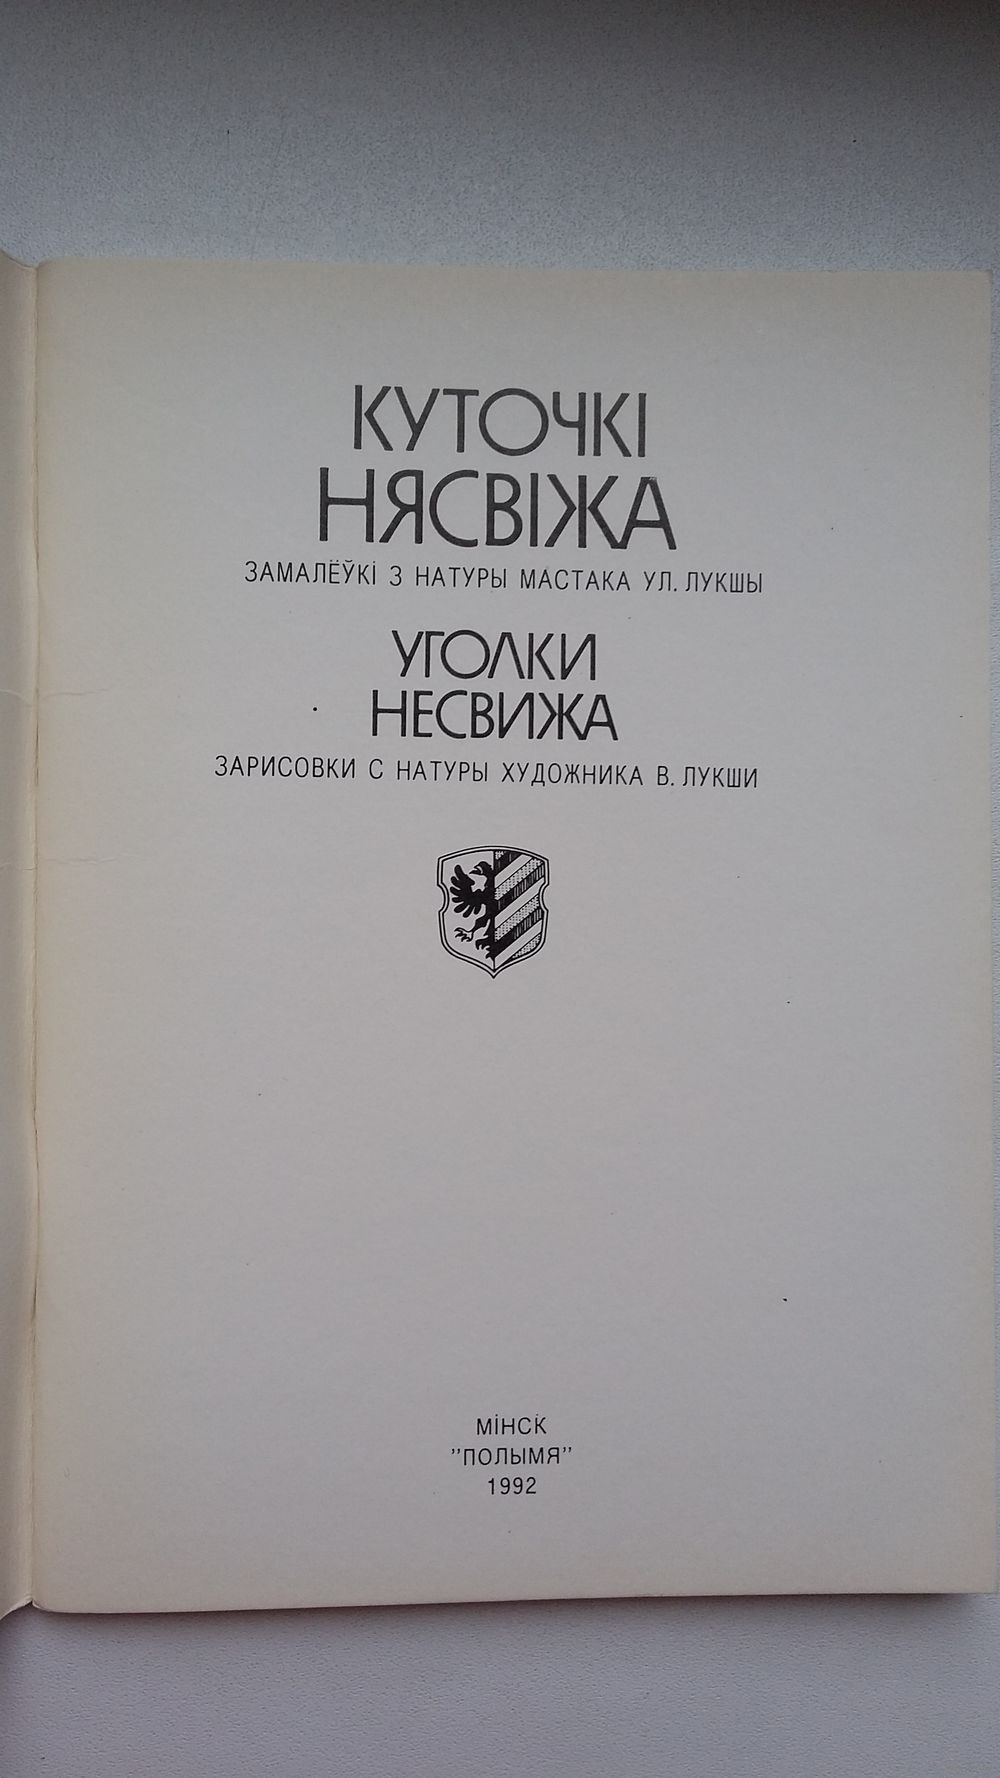 КУТОЧКІ
НЯСВІЖА
ЗАМАЛЁЎКІ З НАТУРЫ МАСТАКА УЛ. ЛУКШЫ
УГОЛКИ
НЕСВИЖА
ЗАРИСОВКИ С НАТУРЫ ХУДОЖНИКА В. ЛУКШИ
МІНСК
”ПОЛЫМЯ”
1992